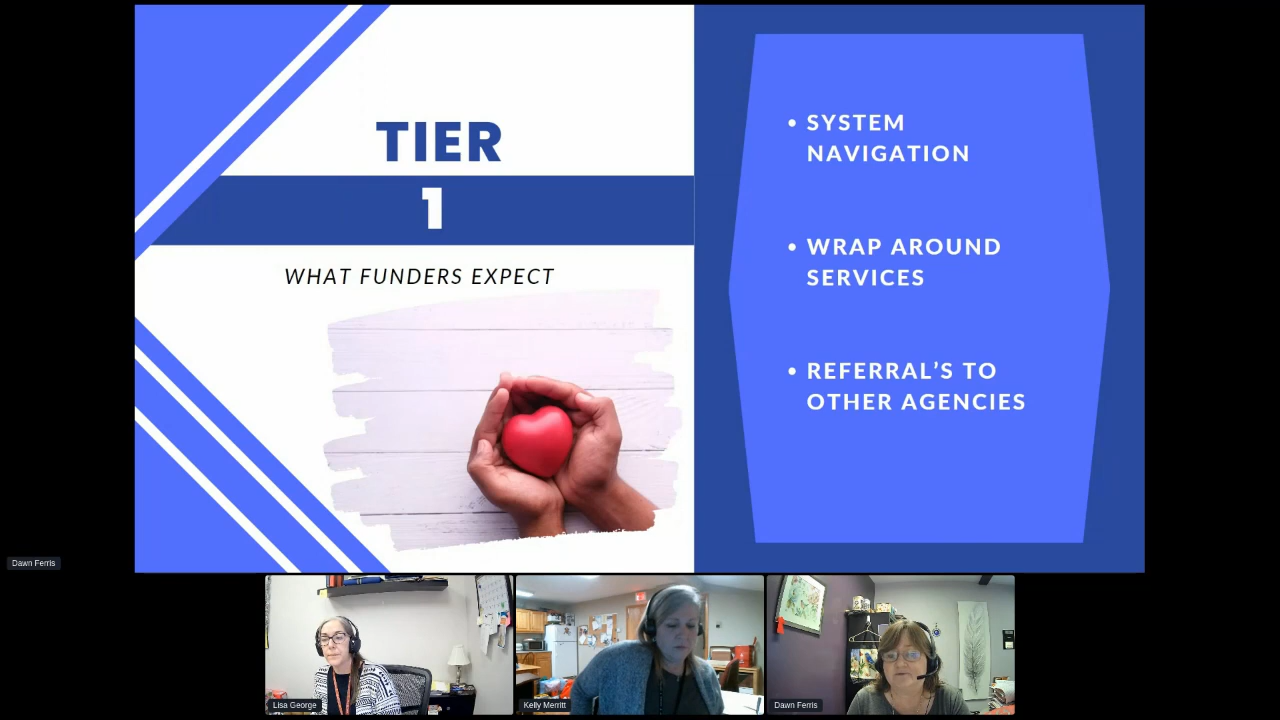 TIER
1
WHAT FUNDERS EXPECT
• SYSTEM
NAVIGATION
• WRAP AROUND
SERVICES
• REFERRAL’S TO
OTHER AGENCIES
Dawn Ferris
Lisa George
Kelly Merritt
Dawn Ferris